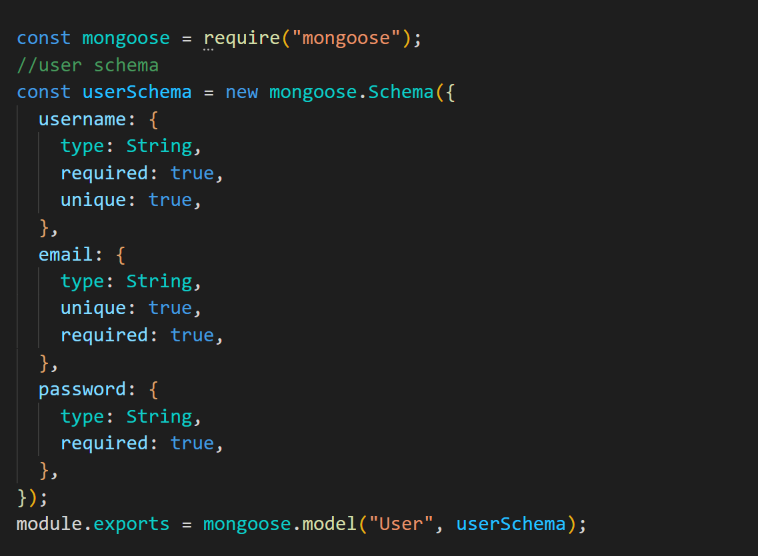 const mongoose = require("mongoose");
//user schema
const userSchema = new mongoose.Schema({
  username: {
    type: String,
    required: true,
    unique: true,
  },
  email: {
    type: String,
    unique: true,
    required: true,
  },
  password: {
    type: String,
    required: true,
  },
});
module.exports = mongoose.model("User", userSchema);